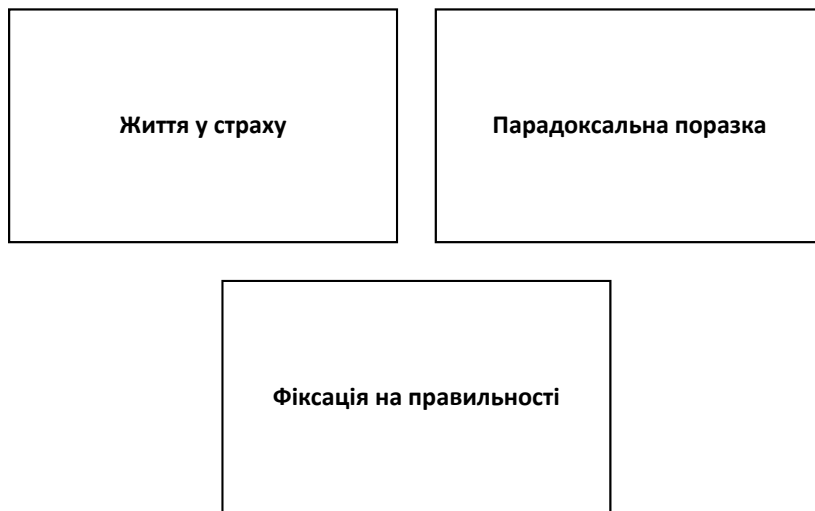 Життя у страху
Парадоксальна поразка
Фіксація на правильності